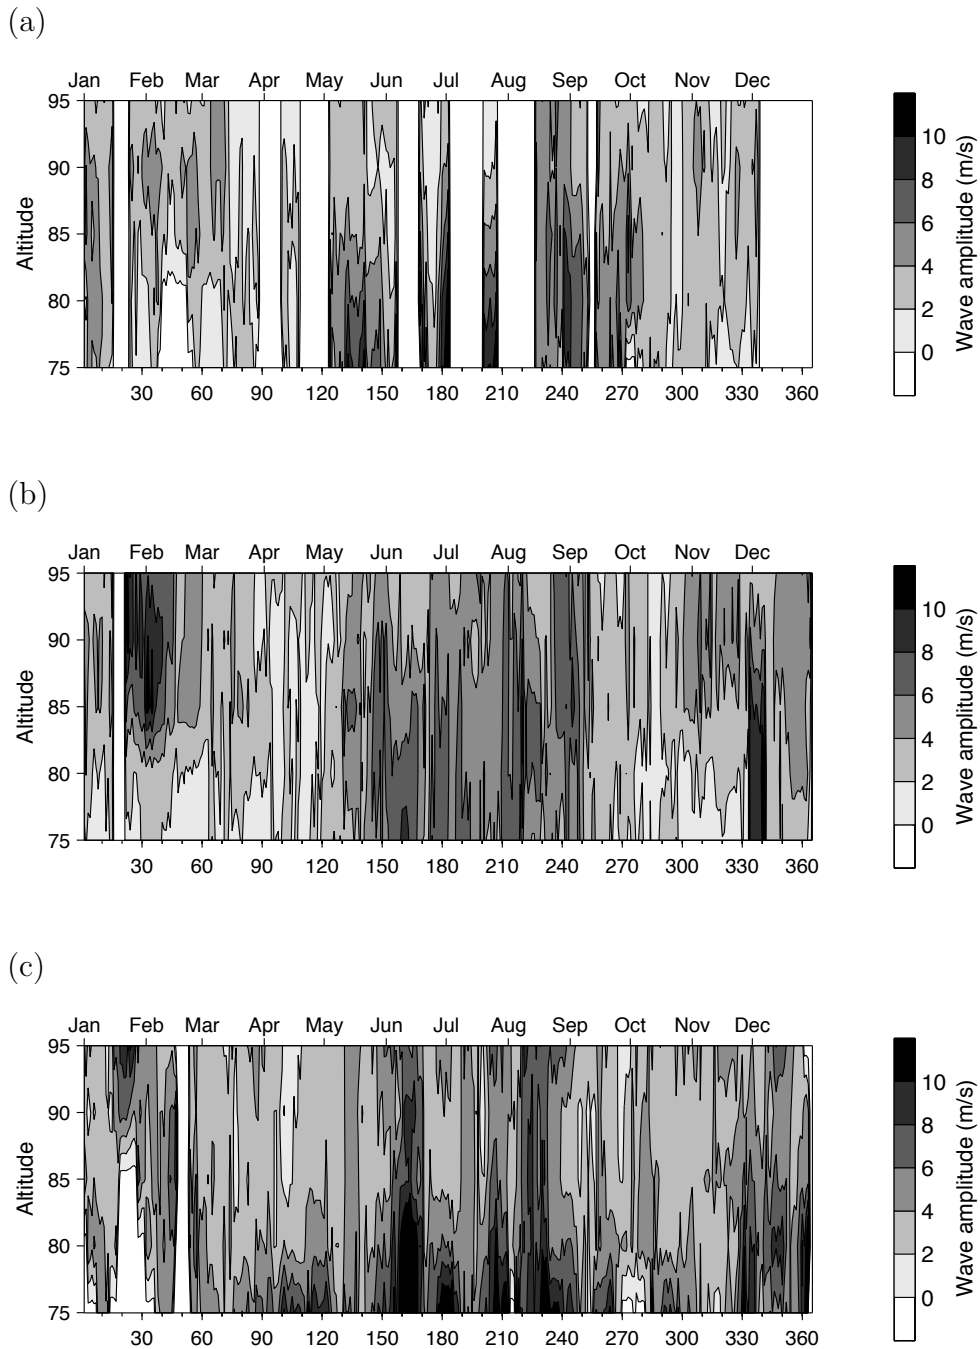 (a)
Jan Feb Mar Apr May Jun Jul Aug Sep Oct Nov Dec
95
90
85
80
75
Altitude
30 60 90 120 150 180 210 240 270 300 330 360
10
8
6
4
2
0
Wave amplitude (m/s)
(b)
Jan Feb Mar Apr May Jun Jul Aug Sep Oct Nov Dec
95
90
85
80
75
Altitude
30 60 90 120 150 180 210 240 270 300 330 360
10
8
6
4
2
0
Wave amplitude (m/s)
(c)
Jan Feb Mar Apr May Jun Jul Aug Sep Oct Nov Dec
95
90
85
80
75
Altitude
30 60 90 120 150 180 210 240 270 300 330 360
10
8
6
4
2
0
Wave amplitude (m/s)